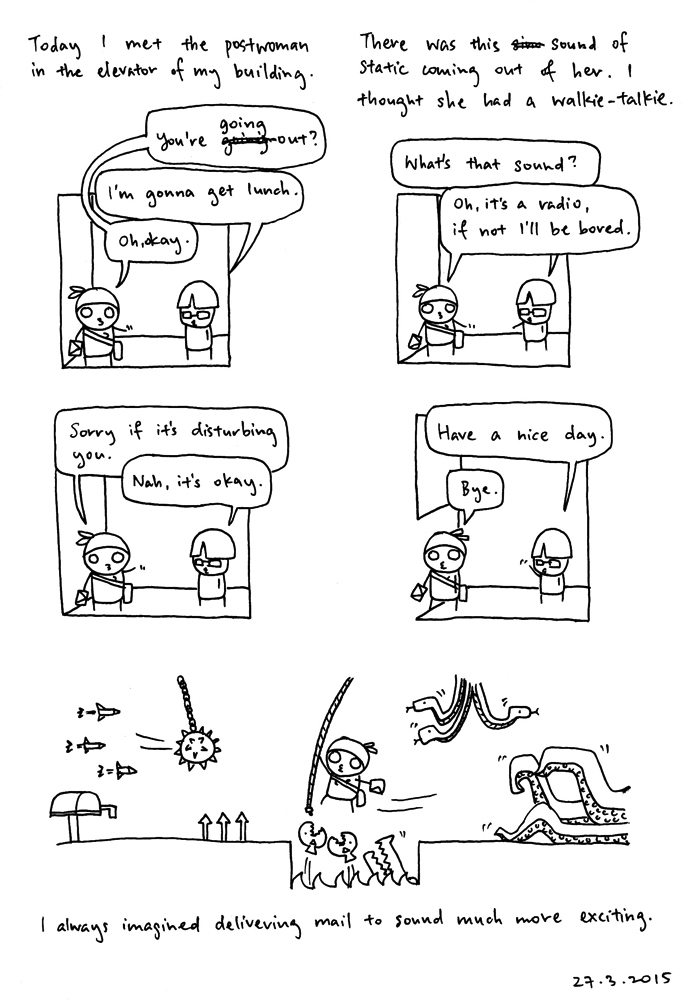 Today I met the postwoman
in the elevator of my building.
going
You're going out?
I'm gonna get lunch.
Oh, okay.
There was this sound of
static coming out of her. I
thought she had a walkie-talkie.
What's that sound?
Oh, it's a radio,
if not I'll be bored.
Sorry if it's disturbing
you.
Nah, it's okay.
Have a nice day.
Bye.
I always imagined delivering mail to sound much more exciting.
27.3.2015